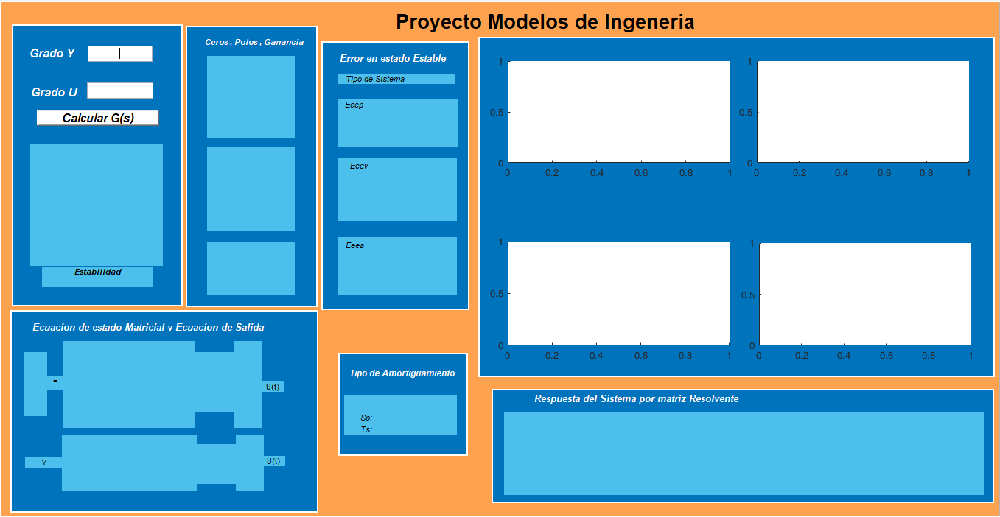 Proyecto Modelos de Ingeneria
Grado Y
Grado U
Calcular G(s)
Estabilidad
Ceros , Polos , Ganancia
Error en estado Estable
Tipo de Sistema
Eeep
Eeev
Eeea
1
0.5
0
0 0.2 0.4 0.6 0.8 1
1
0.5
0
0 0.2 0.4 0.6 0.8 1
1
0.5
0
0 0.2 0.4 0.6 0.8 1
1
0.5
0
0 0.2 0.4 0.6 0.8 1
Ecuacion de estado Matricial y Ecuacion de Salida
=
U(t)
Y
U(t)
Tipo de Amortiguamiento
Sp:
Ts:
Respuesta del Sistema por matriz Resolvente